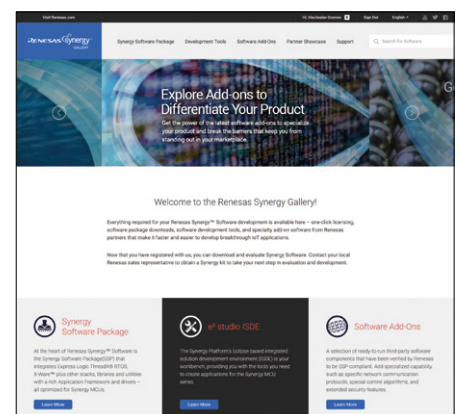 Visit Renesas.com
Sign Out
English
RENESAS Synergy
GALLERY
Synergy Software Package
Development Tools
Software Add-Ons
Partner Showcase
Support
Search for Software
Explore Add-ons to
Differentiate Your Product
Get the power of the latest software add-ons to specialize
your product and break the barriers that keep you from
standing out in your marketplace.
G
Welcome to the Renesas Synergy Gallery!
Everything required for your Renesas Synergy™ Software development is available here – one-click licensing,
software package downloads, software development tools, and specialty add-on software from Renesas
partners that make it faster and easier to develop breakthrough IoT applications.
Now that you have registered with us, you can download and evaluate Synergy Software. Contact your local
Renesas sales representative to obtain a Synergy kit to take your next step in evaluation and development.
Synergy
Software Package
At the heart of Renesas Synergy™ Software is
the Synergy Software Package(SSP) that
integrates Express Logic ThreadX® RTOS,
X-Ware™ plus other stacks, libraries and utilities
with a rich Application Framework and drivers –
all optimized for Synergy MCUs.
Learn More
e² studio ISDE
The Synergy Platform's Eclipse-based integrated
solution development environment (ISDE) is your
workbench, providing you with the tools you need
to create applications for the Synergy MCU
series.
Learn More
Software Add-Ons
A selection of ready-to-run third-party software
components that have been verified by Renesas
to be SSP compliant. Add specialized capability
such as specific network communication
protocols, special control algorithms, and
extended security features.
Learn More